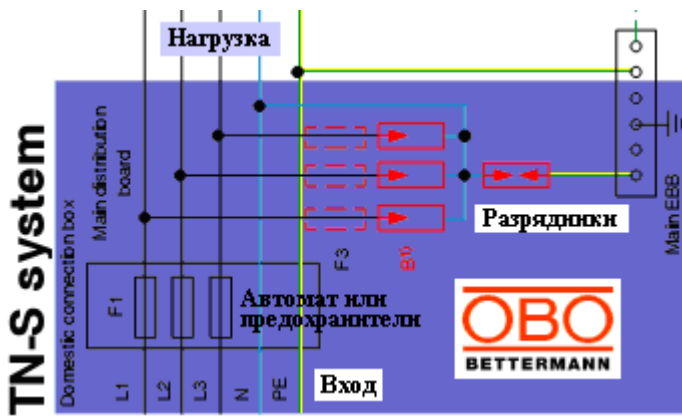 Нагрузка
TN-S system
Domestic connection box
Main distribution
board
F3
B1)
Разрядники
Main EBB
F1
Автомат или
предохранители
L1
L2
L3
N
PE
Вход
OBO
BETTERMANN